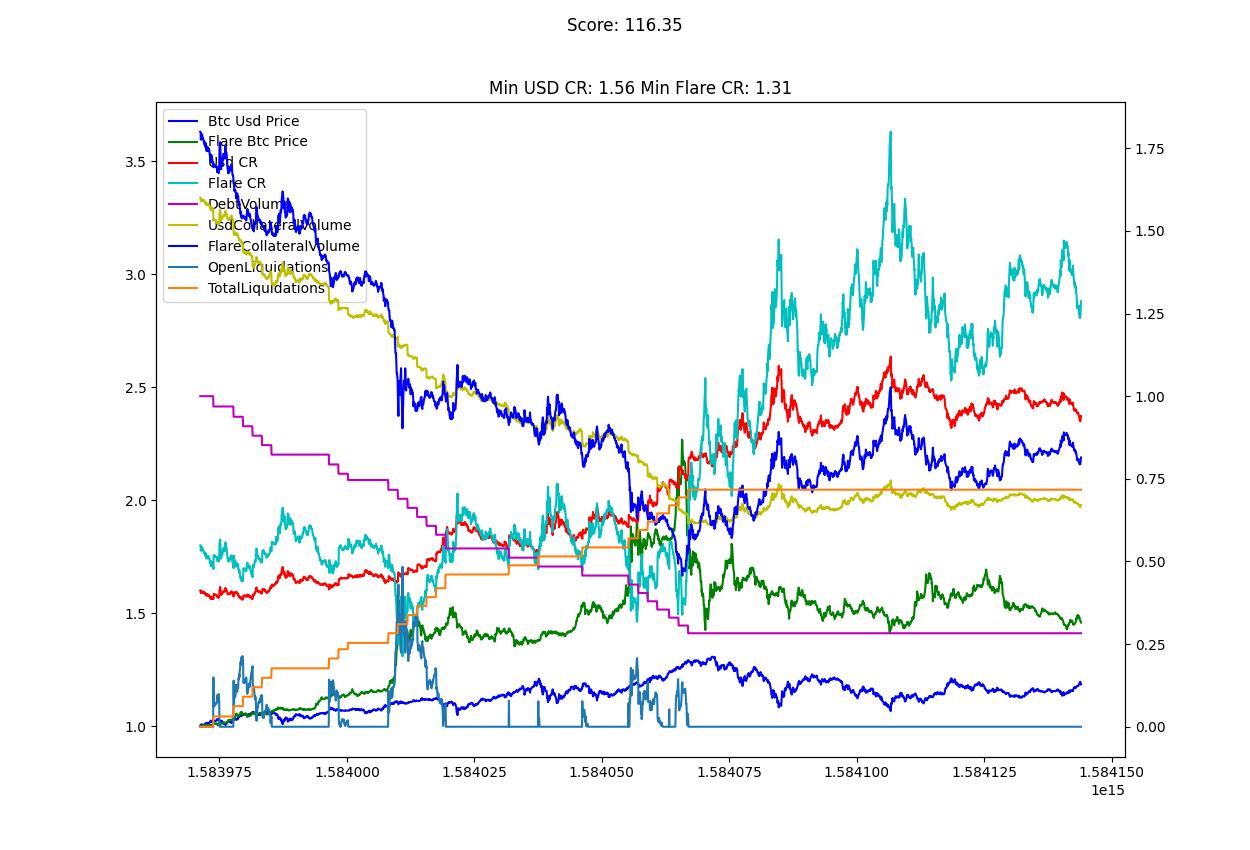 Score: 116.35
Min USD CR: 1.56 Min Flare CR: 1.31
Btc Usd Price
Flare Btc Price
Usd CR
Flare CR
DebtVolume
UsdCollateralVolume
FlareCollateralVolume
OpenLiquidations
TotalLiquidations
3.5
3.0
2.5
2.0
1.5
1.0
1.75
1.50
1.25
1.00
0.75
0.50
0.25
0.00
1.583975
1.584000
1.584025
1.584050
1.584075
1.584100
1.584125
1.584150
1e15